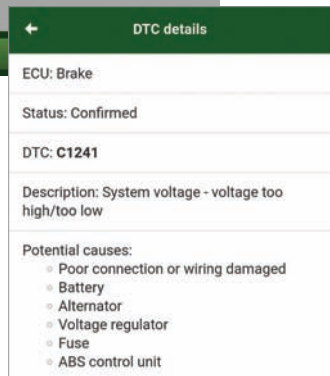 DTC details
ECU: Brake
Status: Confirmed
DTC: C1241
Description: System voltage - voltage too
high/too low
Potential causes:
Poor connection or wiring damaged
Battery
Alternator
Voltage regulator
Fuse
ABS control unit